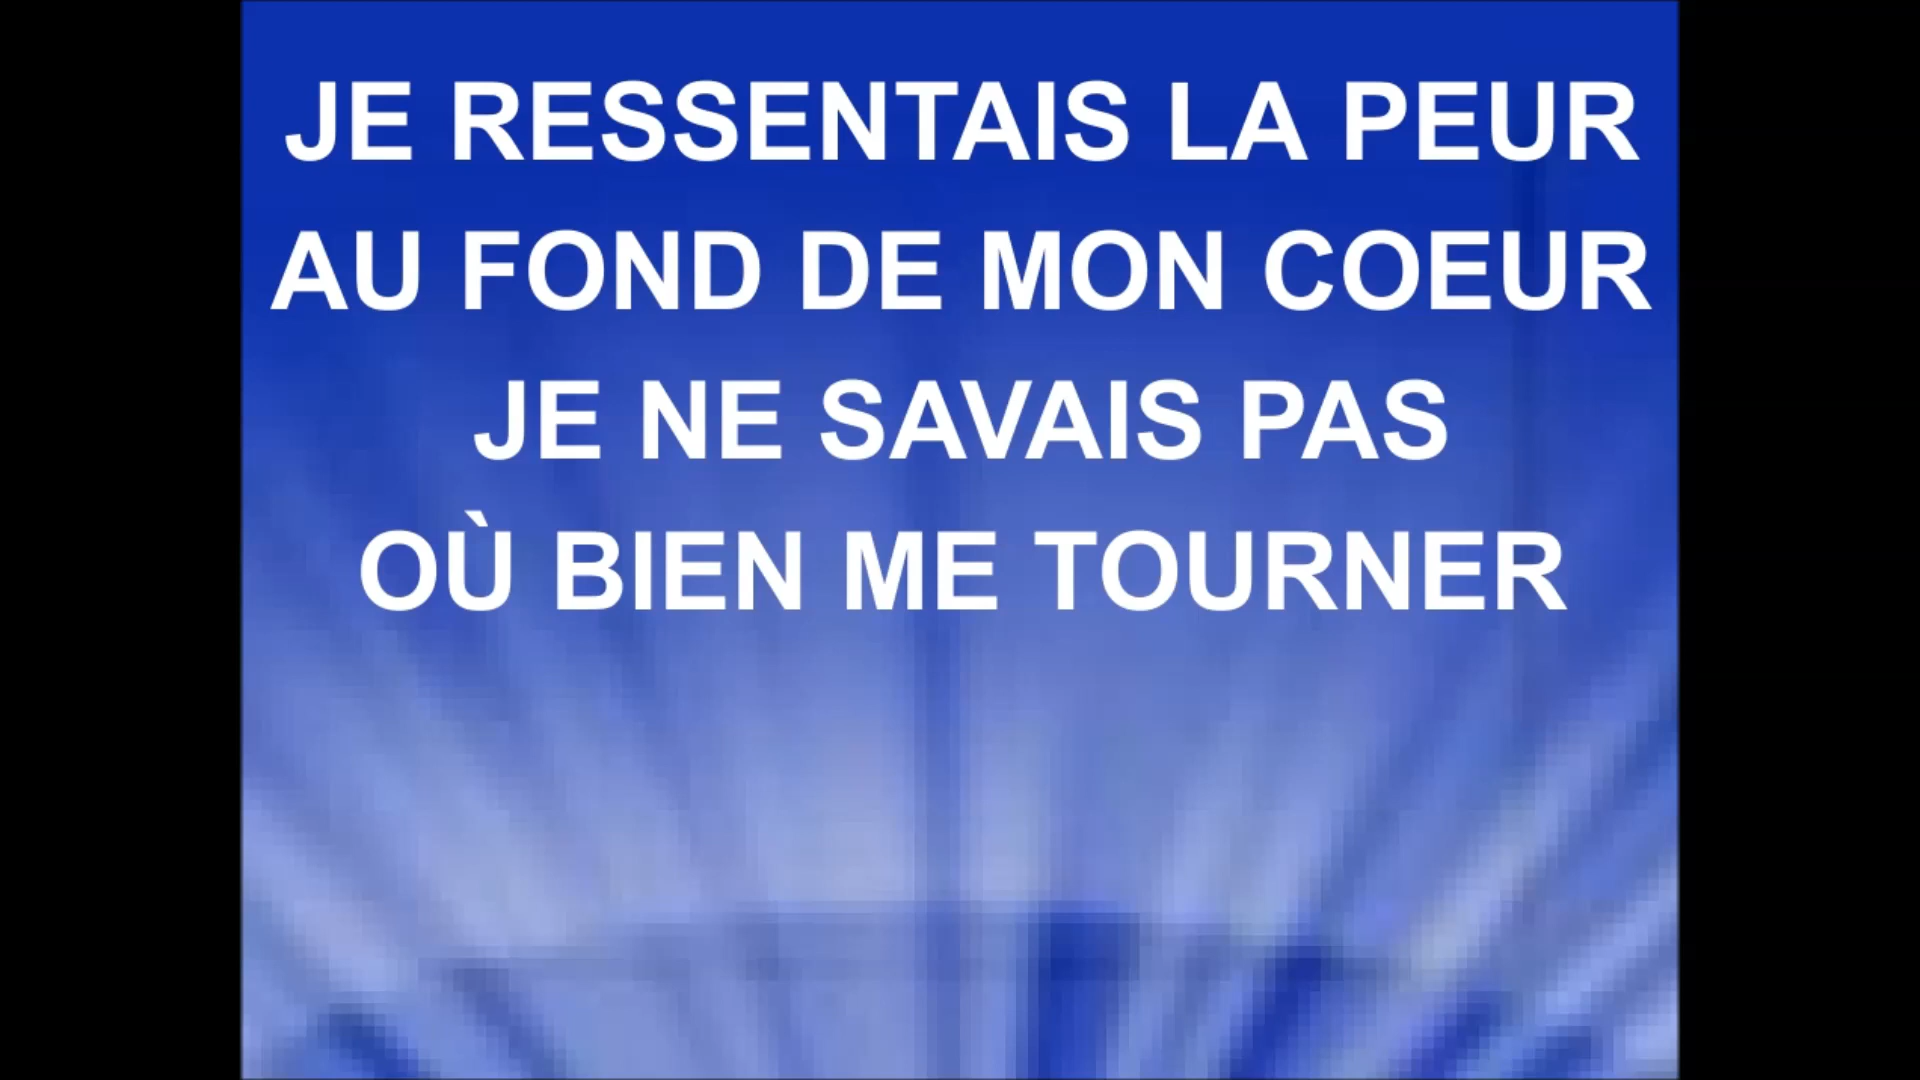 JE RESSENTAIS LA PEUR
AU FOND DE MON COEUR
JE NE SAVAIS PAS
OÙ BIEN ME TOURNER